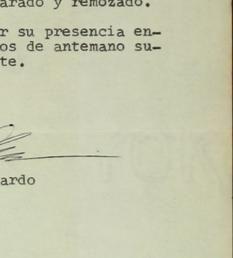 arado y remozado.
r su presencia en-
os de antemano su-
te.
ardo